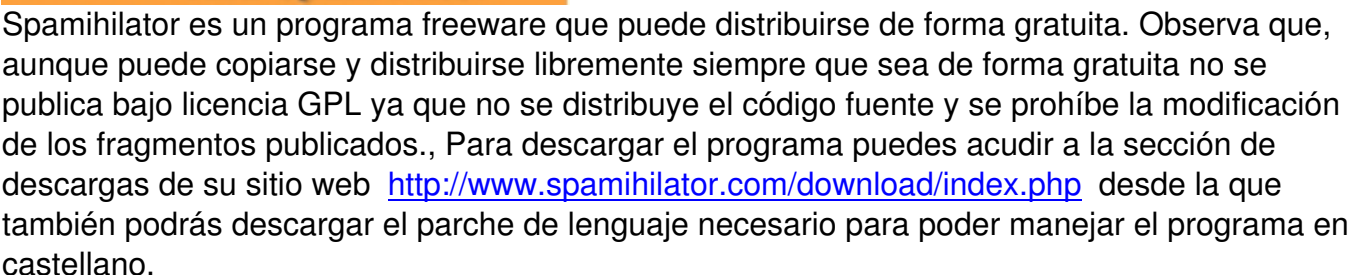 Spamihilator es un programa freeware que puede distribuirse de forma gratuita. Observa que,
aunque puede copiarse y distribuirse libremente siempre que sea de forma gratuita no se
publica bajo licencia GPL ya que no se distribuye el código fuente y se prohíbe la modificación
de los fragmentos publicados., Para descargar el programa puedes acudir a la sección de
descargas de su sitio web http://www.spamihilator.com/download/index.php desde la que
también podrás descargar el parche de lenguaje necesario para poder manejar el programa en
castellano.